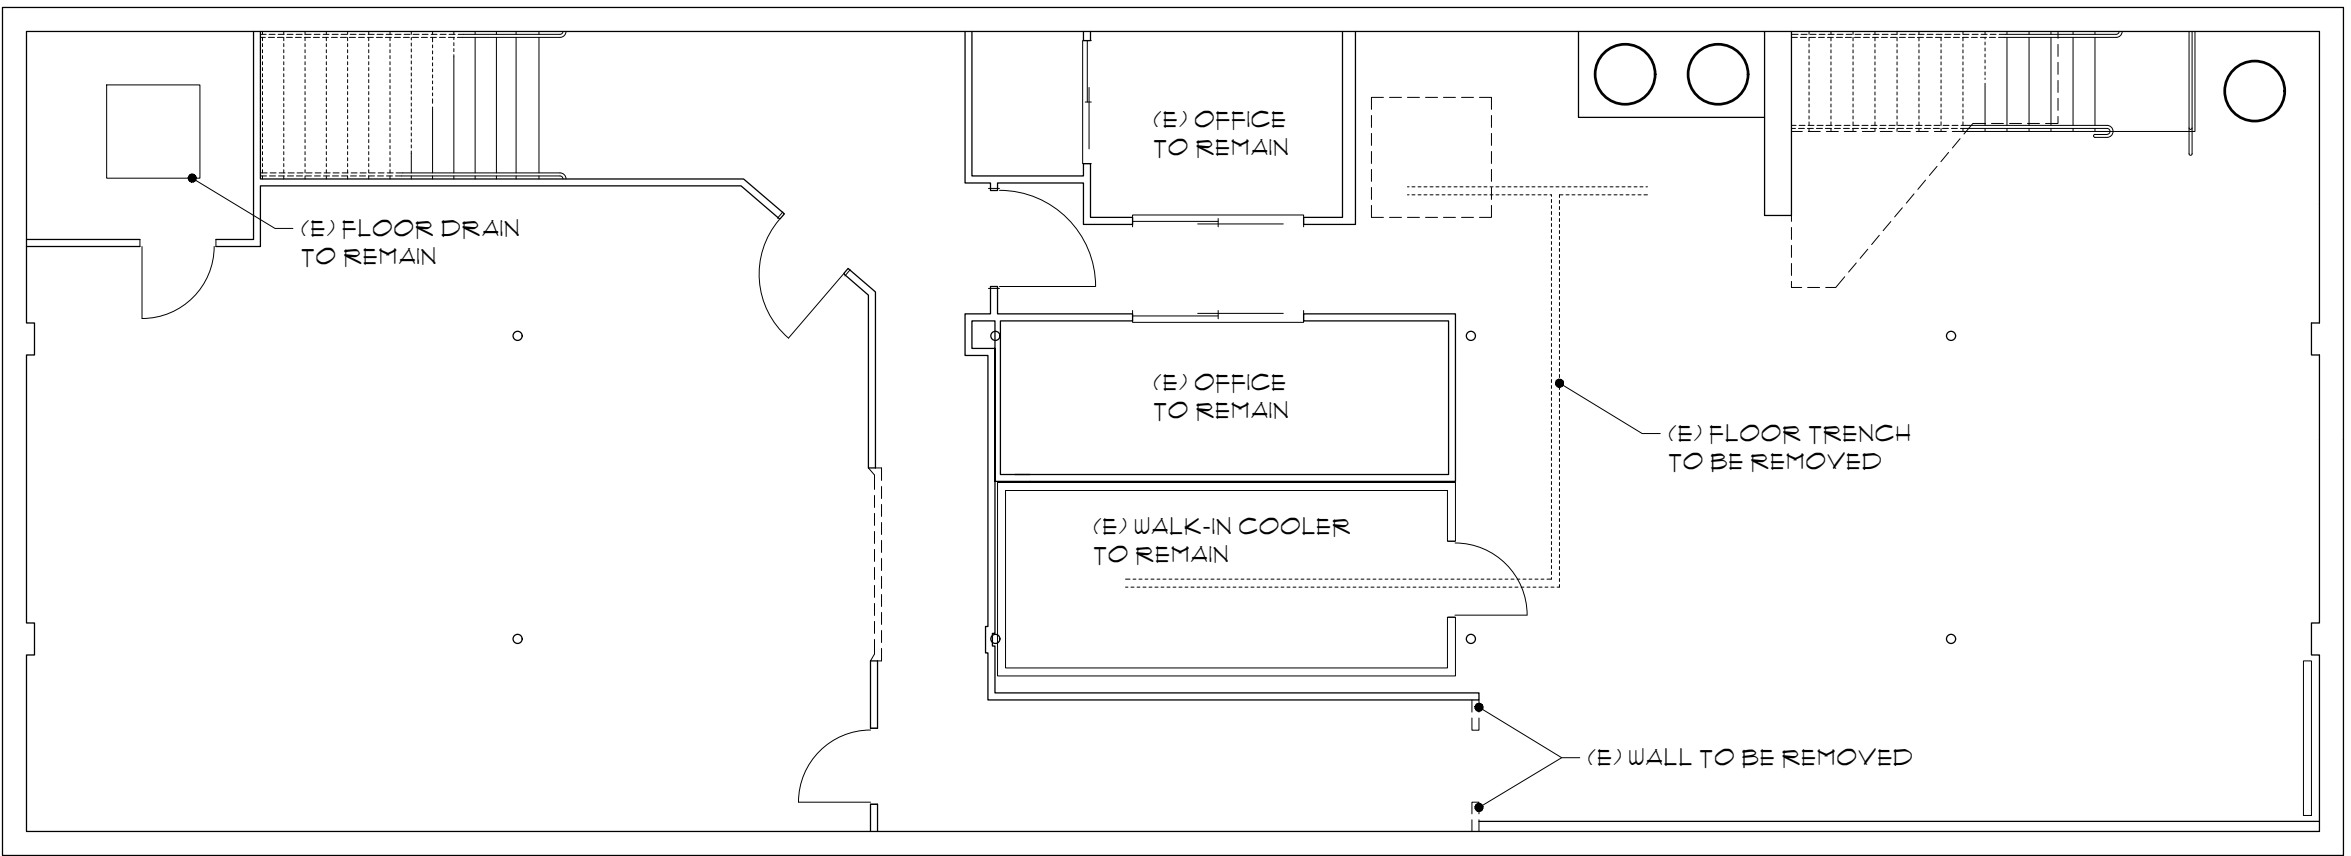 (E) OFFICE
TO REMAIN
(E) FLOOR DRAIN
TO REMAIN
(E) OFFICE
TO REMAIN
(E) FLOOR TRENCH
TO BE REMOVED
(E) WALK-IN COOLER
TO REMAIN
(E) WALL TO BE REMOVED